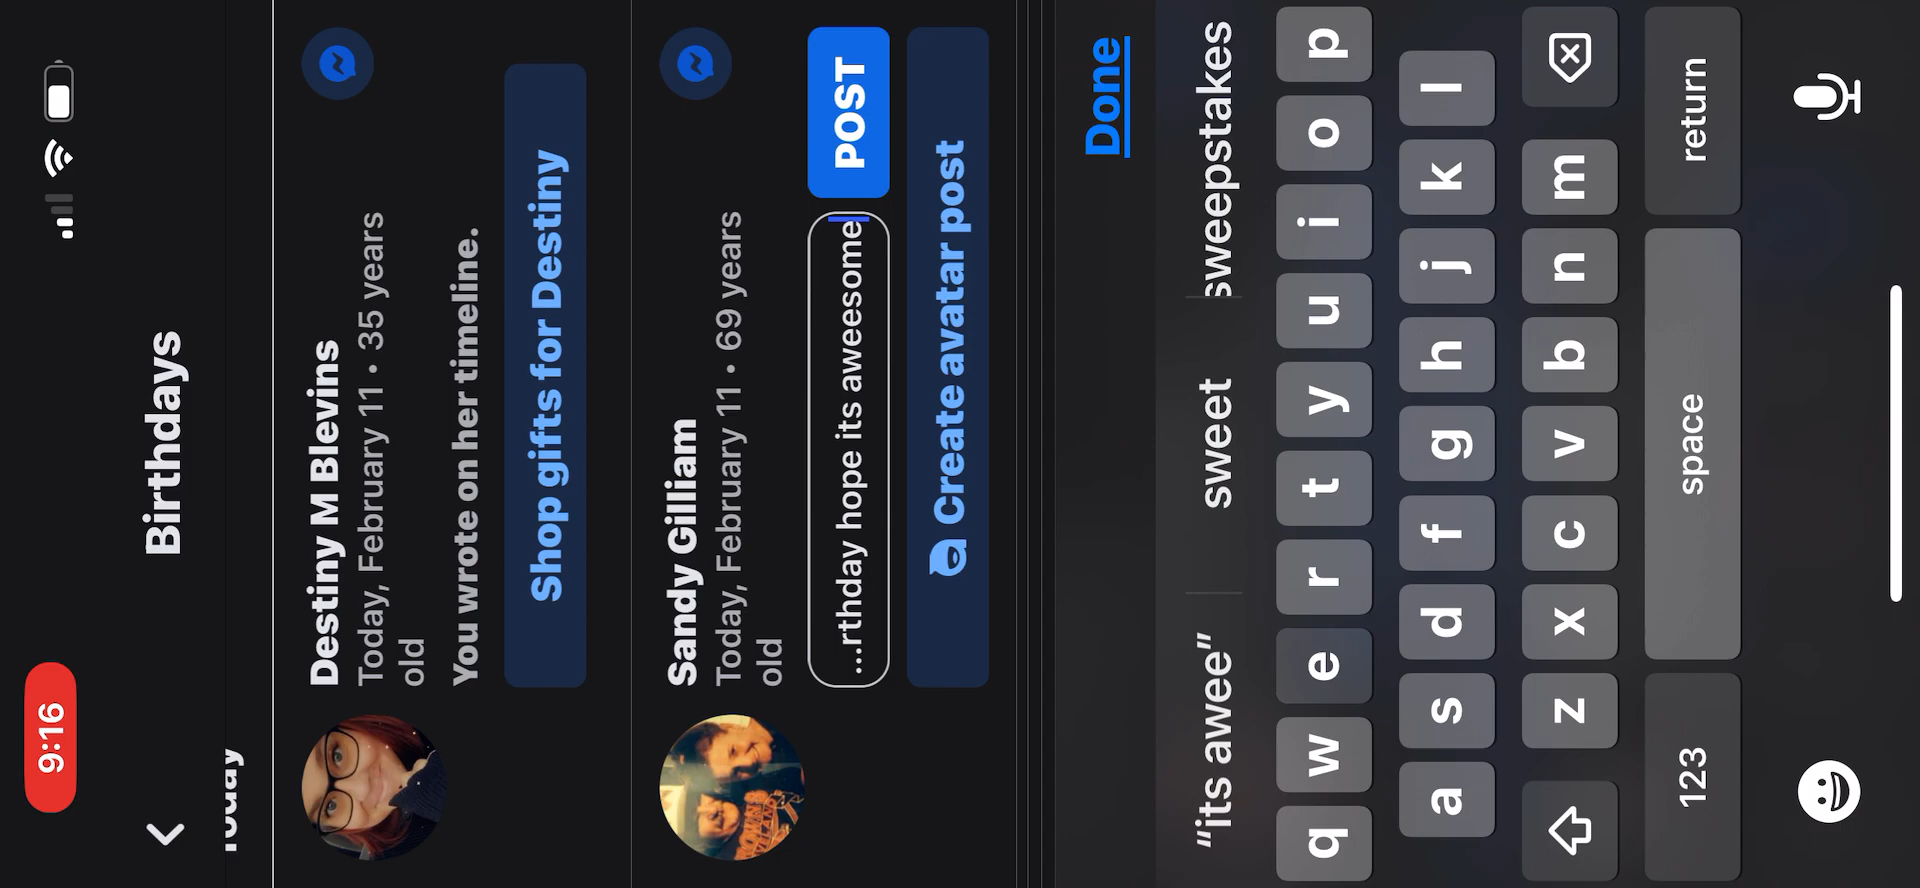 9:16
Birthdays
Today
Destiny M Blevins
Today, February 11 • 35 years
old
You wrote on her timeline.
Shop gifts for Destiny
Sandy Gilliam
Today, February 11 • 69 years
old
...rthday hope its aweesome
POST
Create avatar post
Done
“its awee” sweet sweepstakes
q w e r t y u i o p
a s d f g h j k l
z x c v b n m
123 space return